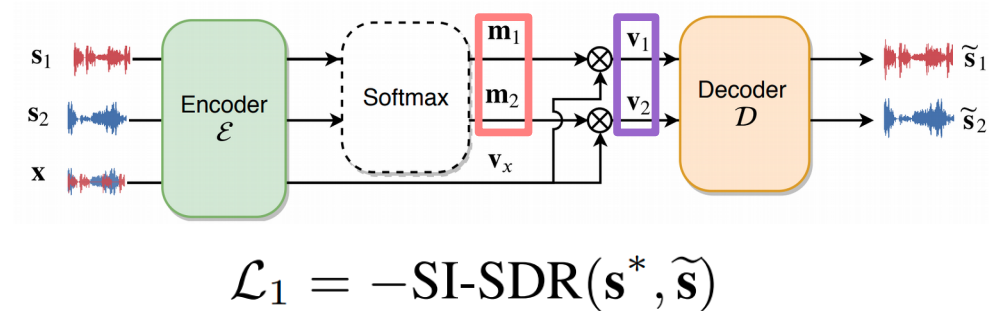 s₁
s₂
x
Encoder
ℰ
Softmax
m₁
m₂
vₓ
v₁
v₂
Decoder
𝒟
s̃₁
s̃₂
ℒ₁ = −SI-SDR(s*, s̃)